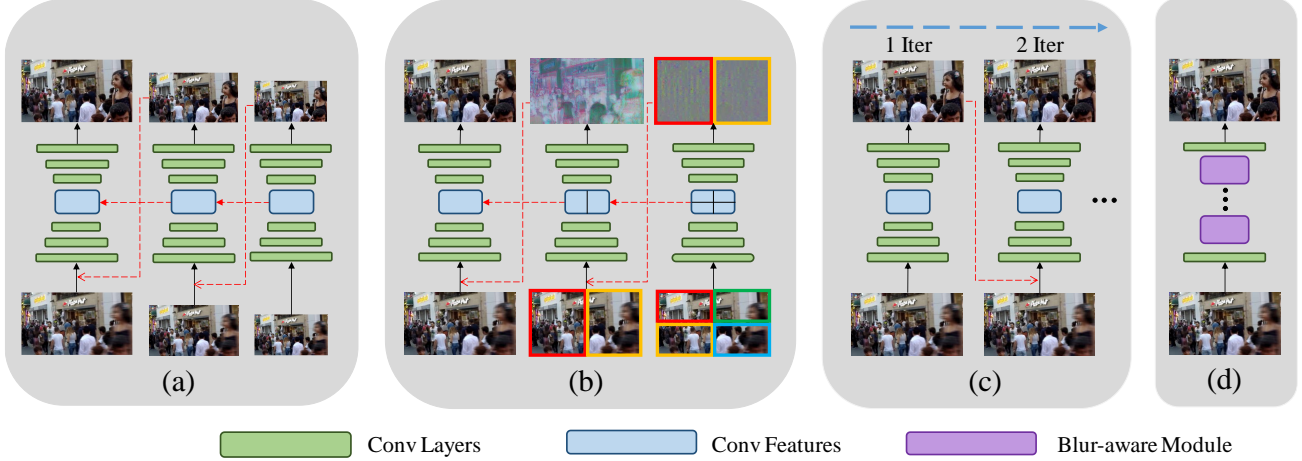 1 Iter
2 Iter
...
(a)
(b)
(c)
(d)
Conv Layers
Conv Features
Blur-aware Module